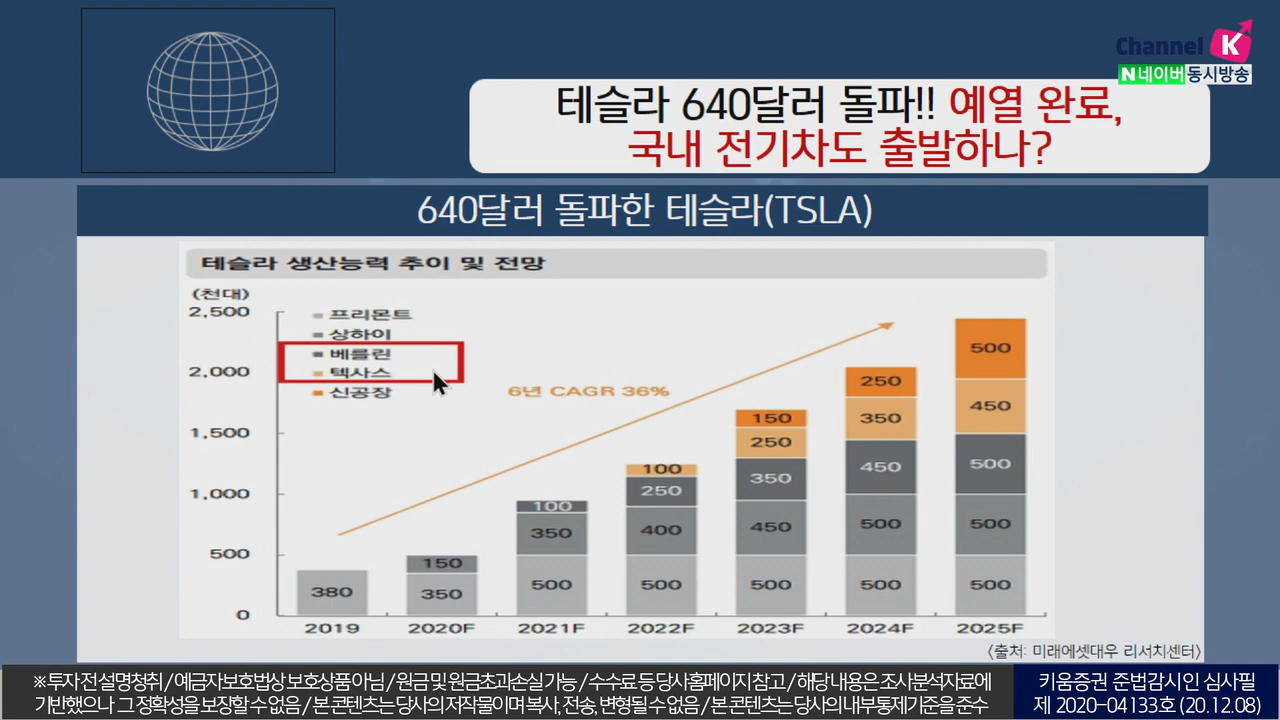 Channel K
N 네이버 동시방송
테슬라 640달러 돌파!! 예열 완료,
국내 전기차도 출발하나?
640달러 돌파한 테슬라(TSLA)
테슬라 생산능력 추이 및 전망
(천대)
2,500
2,000
1,500
1,000
500
0
프리몬트
상하이
베를린
텍사스
신공장
6년 CAGR 36%
380
150
350
100
350
500
100
250
400
500
150
250
350
450
500
250
350
450
500
500
500
450
500
500
500
2019 2020F 2021F 2022F 2023F 2024F 2025F
<출처: 미래에셋대우 리서치센터>
※ 투자 전 설명청취 / 예금자보호법상 보호상품 아님 / 원금 및 원금초과손실 가능 / 수수료 등 당사홈페이지 참고 / 해당 내용은 조사분석자료에
기반했으나 그 정확성을 보장할 수 없음 / 본 콘텐츠는 당사의 저작물이며 복사, 전송, 변형될 수 없음 / 본 콘텐츠는 당사의 내부통제기준을 준수
키움증권 준법감시인 심사필
제 2020-04133호 (20.12.08)